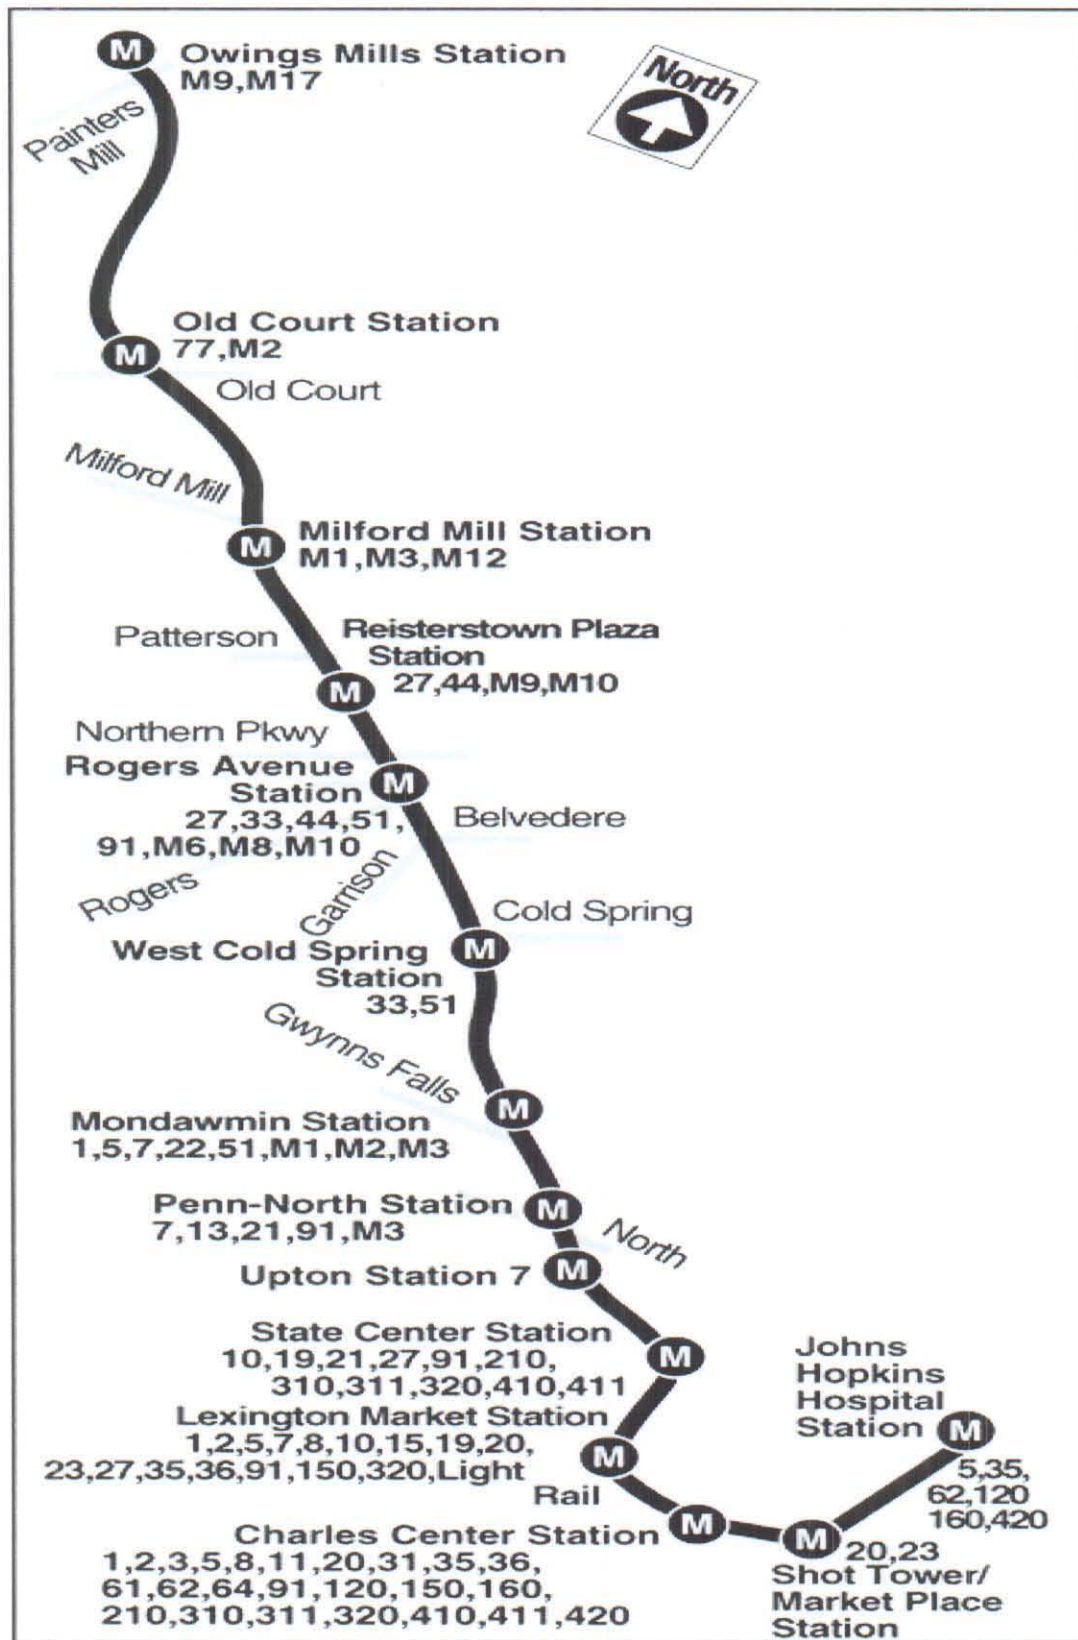 M Owings Mills Station
M9,M17
North
Painters
Mill
Old Court Station
M 77,M2
Old Court
Milford Mill
M Milford Mill Station
M1,M3,M12
Patterson
Reisterstown Plaza
Station
M 27,44,M9,M10
Northern Pkwy
Rogers Avenue M
Station
27,33,44,51,
91,M6,M8,M10
Belvedere
Rogers
Garrison
Cold Spring
West Cold Spring M
Station
33,51
Gwynns Falls
M
Mondawmin Station
1,5,7,22,51,M1,M2,M3
Penn-North Station M
7,13,21,91,M3
North
Upton Station 7 M
State Center Station
10,19,21,27,91,210, M
310,311,320,410,411
Lexington Market Station
1,2,5,7,8,10,15,19,20, M
23,27,35,36,91,150,320,Light
Rail
Charles Center Station M
1,2,3,5,8,11,20,31,35,36,
61,62,64,91,120,150,160,
210,310,311,320,410,411,420
Johns
Hopkins
Hospital
Station M
5,35,
62,120
160,420
M 20,23
Shot Tower/
Market Place
Station